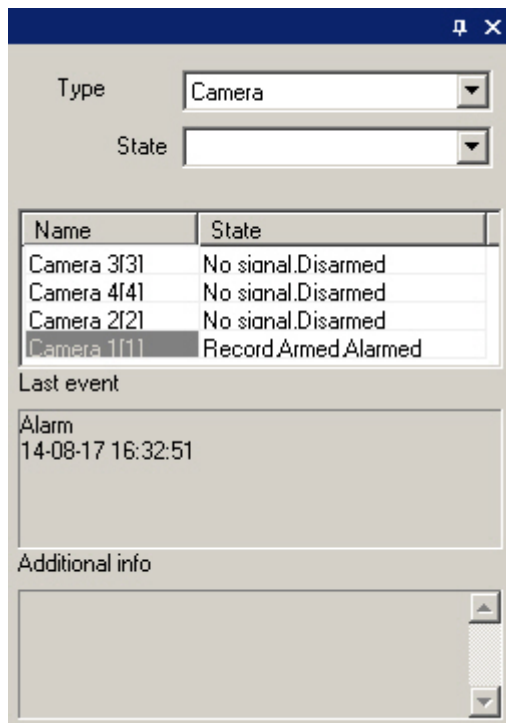 Type Camera
State
Name State
Camera 3[3] No signal.Disarmed
Camera 4[4] No signal.Disarmed
Camera 2[2] No signal.Disarmed
Camera 1[1] Record.Armed.Alarmed
Last event
Alarm
14-08-17 16:32:51
Additional info